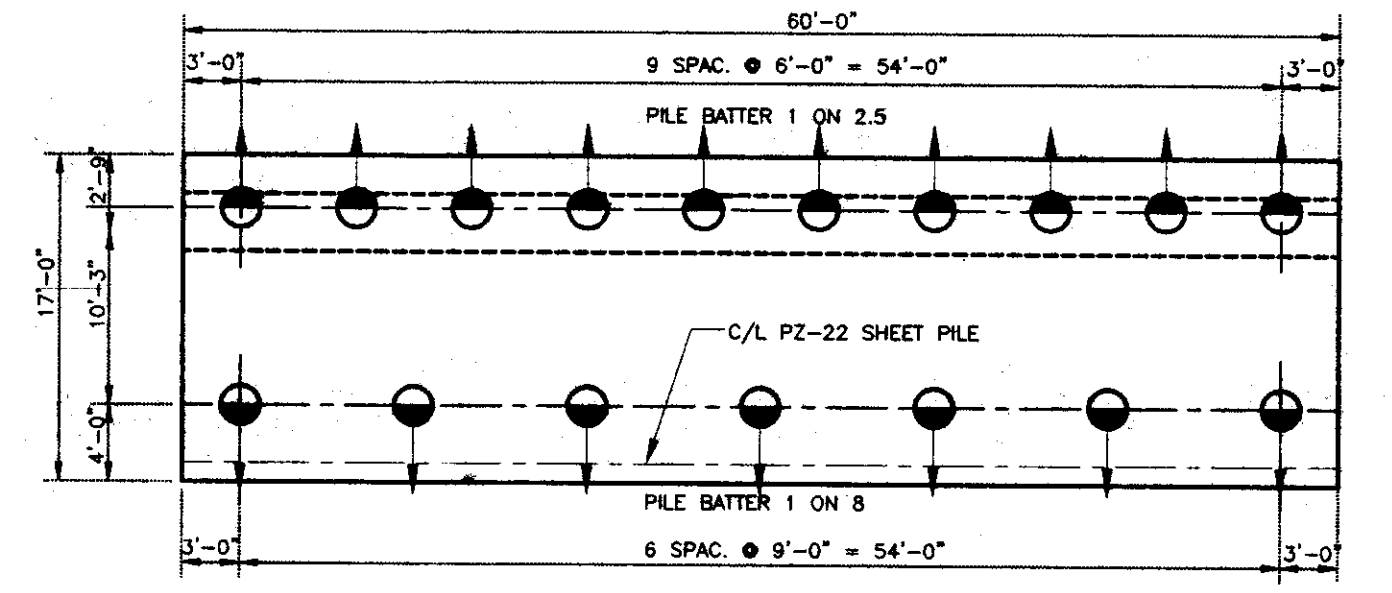 60'-0"
3'-0"
9 SPAC. @ 6'-0" = 54'-0"
3'-0"
PILE BATTER 1 ON 2.5
2'-9"
17'-0"
10'-3"
C/L PZ-22 SHEET PILE
4'-0"
PILE BATTER 1 ON 8
3'-0"
6 SPAC. @ 9'-0" = 54'-0"
3'-0"